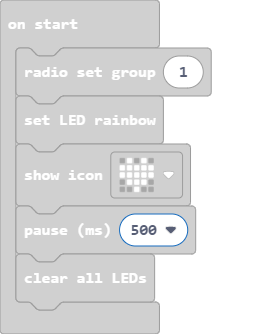 on start
radio set group 1
set LED rainbow
show icon
pause (ms) 500
clear all LEDs